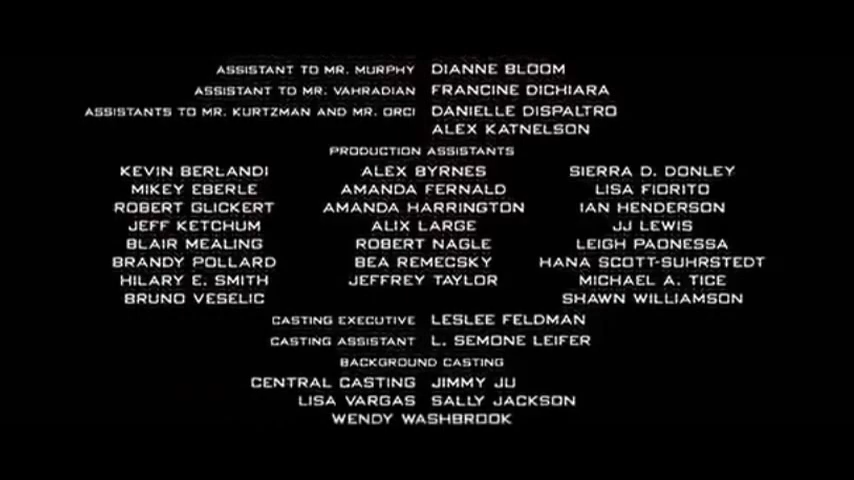 ASSISTANT TO MR. MURPHY DIANNE BLOOM
ASSISTANT TO MR. VAHRADIAN FRANCINE DICHIARA
ASSISTANTS TO MR. KURTZMAN AND MR. ORCI DANIELLE DISPALTRO
ALEX KATNELSON
PRODUCTION ASSISTANTS
KEVIN BERLANDI ALEX BYRNES SIERRA D. DONLEY
MIKEY EBERLE AMANDA FERNALD LISA FIORITO
ROBERT GLICKERT AMANDA HARRINGTON IAN HENDERSON
JEFF KETCHUM ALIX LARGE JJ LEWIS
BLAIR MEALING ROBERT NAGLE LEIGH PAONESSA
BRANDY POLLARD BEA REMECSKY HANA SCOTT-SUHRSTEDT
HILARY E. SMITH JEFFREY TAYLOR MICHAEL A. TICE
BRUNO VESELIC SHAWN WILLIAMSON
CASTING EXECUTIVE LESLEE FELDMAN
CASTING ASSISTANT L. SEMONE LEIFER
BACKGROUND CASTING
CENTRAL CASTING JIMMY JU
LISA VARGAS SALLY JACKSON
WENDY WASHBROOK